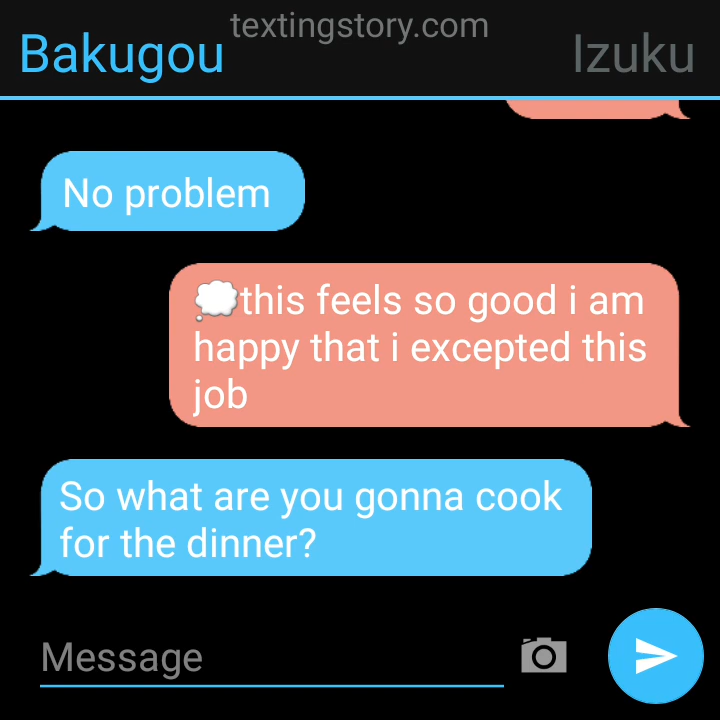 textingstory.com
Bakugou
Izuku
No problem
💭this feels so good i am
happy that i excepted this
job
So what are you gonna cook
for the dinner?
Message